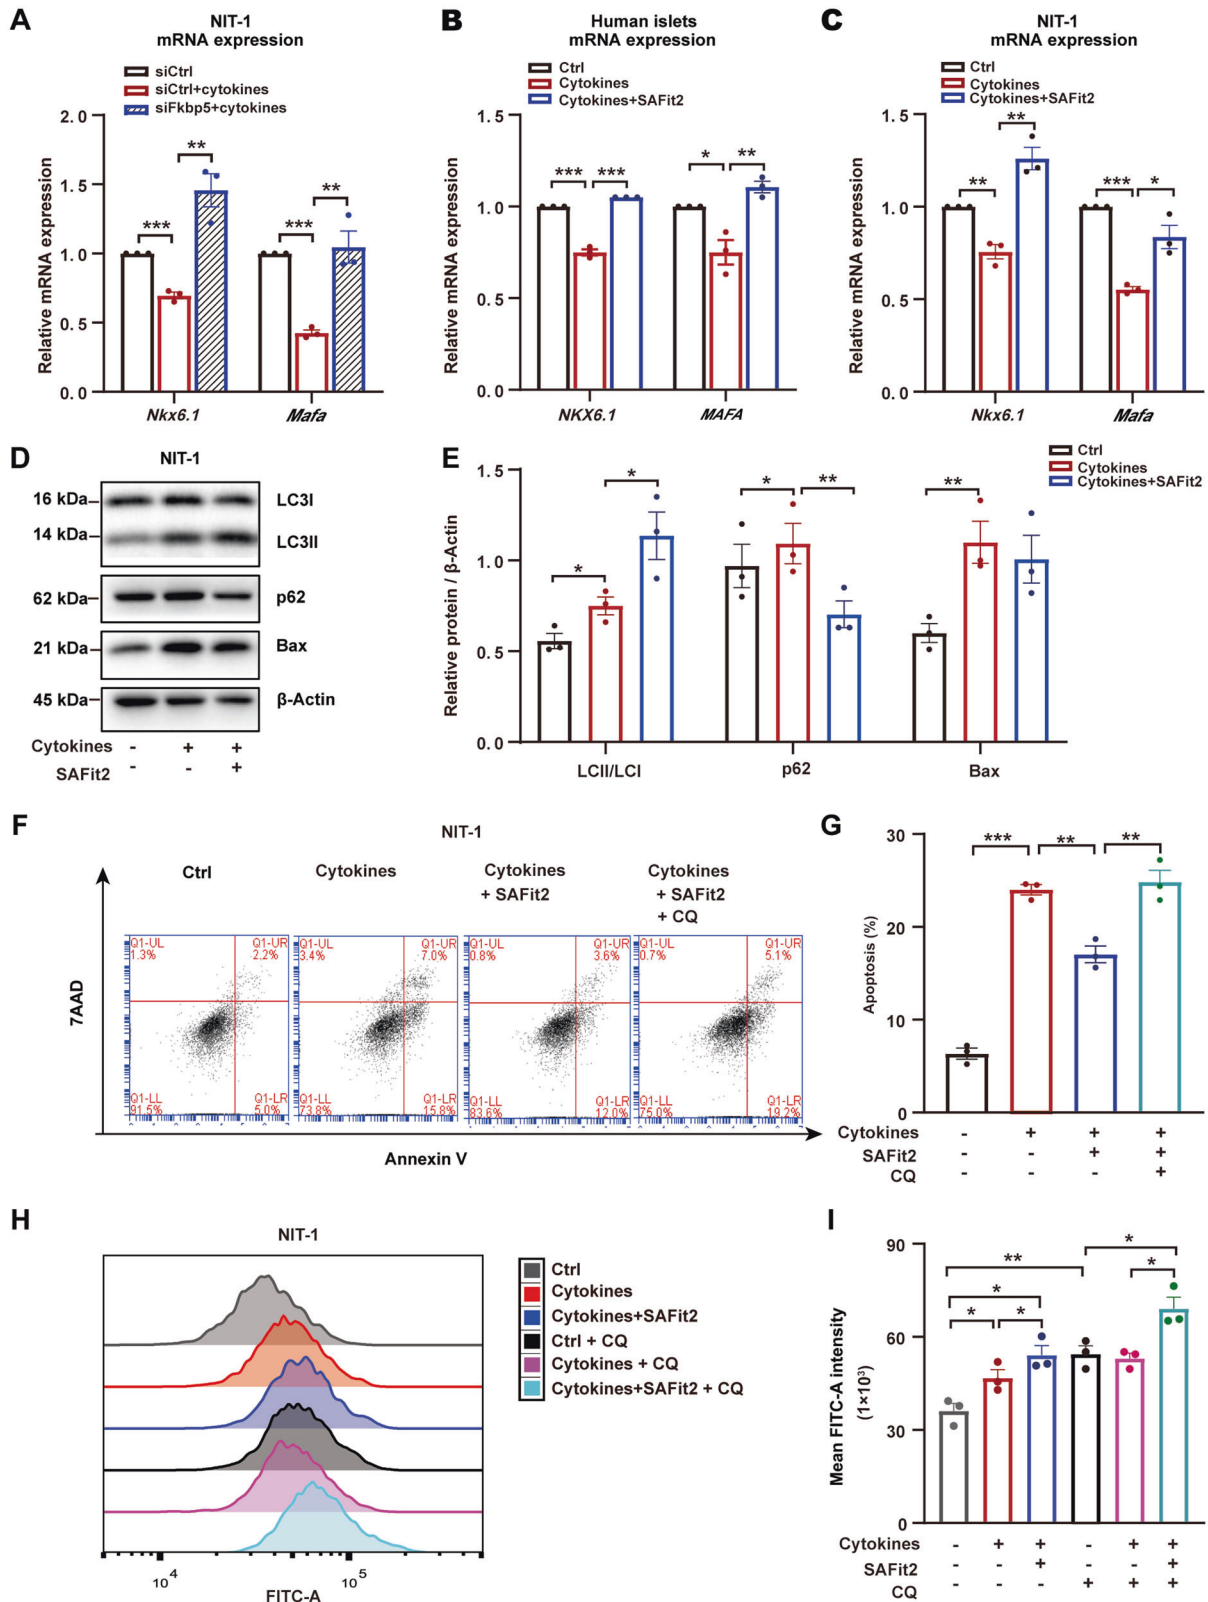 A
NIT-1
mRNA expression
siCtrl
siCtrl+cytokines
siFkbp5+cytokines
Relative mRNA expression
2.0
1.5
1.0
0.5
0.0
***
**
***
**
Nkx6.1
Mafa
B
Human islets
mRNA expression
Ctrl
Cytokines
Cytokines+SAFit2
Relative mRNA expression
1.5
1.0
0.5
0.0
***
***
*
**
NKX6.1
MAFA
C
NIT-1
mRNA expression
Ctrl
Cytokines
Cytokines+SAFit2
Relative mRNA expression
1.5
1.0
0.5
0.0
**
**
***
*
Nkx6.1
Mafa
D
NIT-1
16 kDa
LC3I
14 kDa
LC3II
62 kDa
p62
21 kDa
Bax
45 kDa
β-Actin
Cytokines - + +
SAFit2 - - +
E
Ctrl
Cytokines
Cytokines+SAFit2
Relative protein / β-Actin
1.5
1.0
0.5
0.0
*
*
*
**
**
LCII/LCI
p62
Bax
F
NIT-1
Ctrl
Cytokines
Cytokines
+ SAFit2
Cytokines
+ SAFit2
+ CQ
7AAD
Q1-UL Q1-UR
1.3% 2.2%
Q1-LL Q1-LR
91.5% 5.0%
Q1-UL Q1-UR
3.4% 7.0%
Q1-LL Q1-LR
73.8% 15.8%
Q1-UL Q1-UR
0.8% 3.6%
Q1-LL Q1-LR
83.6% 12.0%
Q1-UL Q1-UR
0.7% 5.1%
Q1-LL Q1-LR
75.0% 19.2%
Annexin V
G
Apoptosis (%)
30
20
10
0
***
**
**
Cytokines - + + +
SAFit2 - - + +
CQ - - - +
H
NIT-1
Ctrl
Cytokines
Cytokines+SAFit2
Ctrl + CQ
Cytokines + CQ
Cytokines+SAFit2 + CQ
10⁴
10⁵
FITC-A
I
Mean FITC-A intensity
(1×10³)
90
60
30
0
*
*
*
**
*
*
Cytokines - + + - + +
SAFit2 - - + - - +
CQ - - - + + +